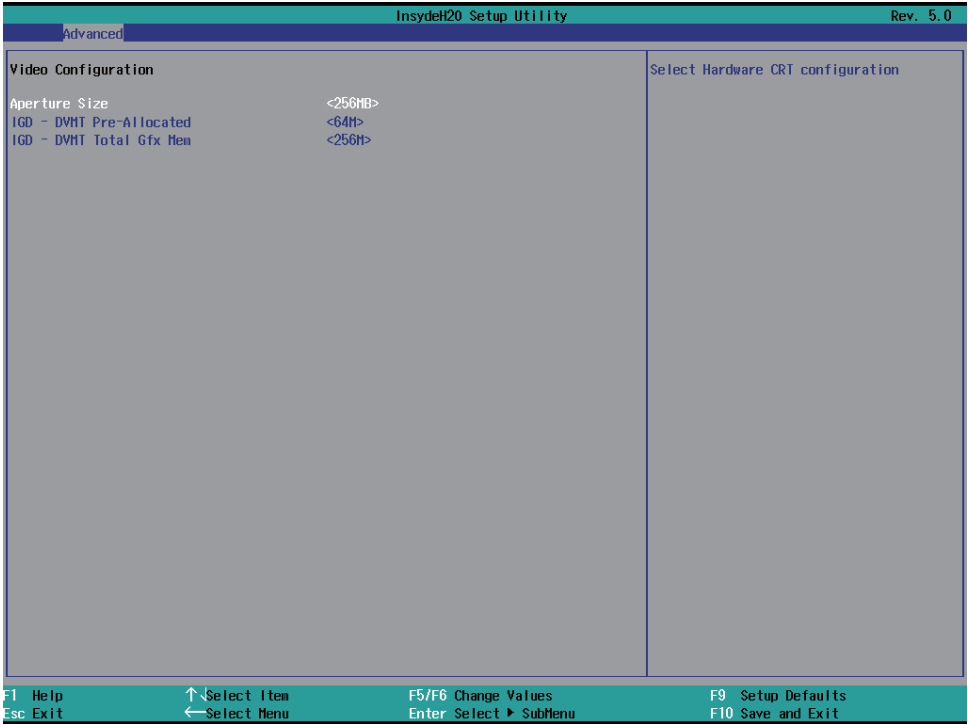 InsydeH20 Setup Utility Rev. 5.0
Advanced
Video Configuration
Select Hardware CRT configuration
Aperture Size <256MB>
IGD - DVMT Pre-Allocated <64M>
IGD - DVMT Total Gfx Mem <256M>
F1 Help ↑↓Select Item F5/F6 Change Values F9 Setup Defaults
Esc Exit ←Select Menu Enter Select ▶ SubMenu F10 Save and Exit